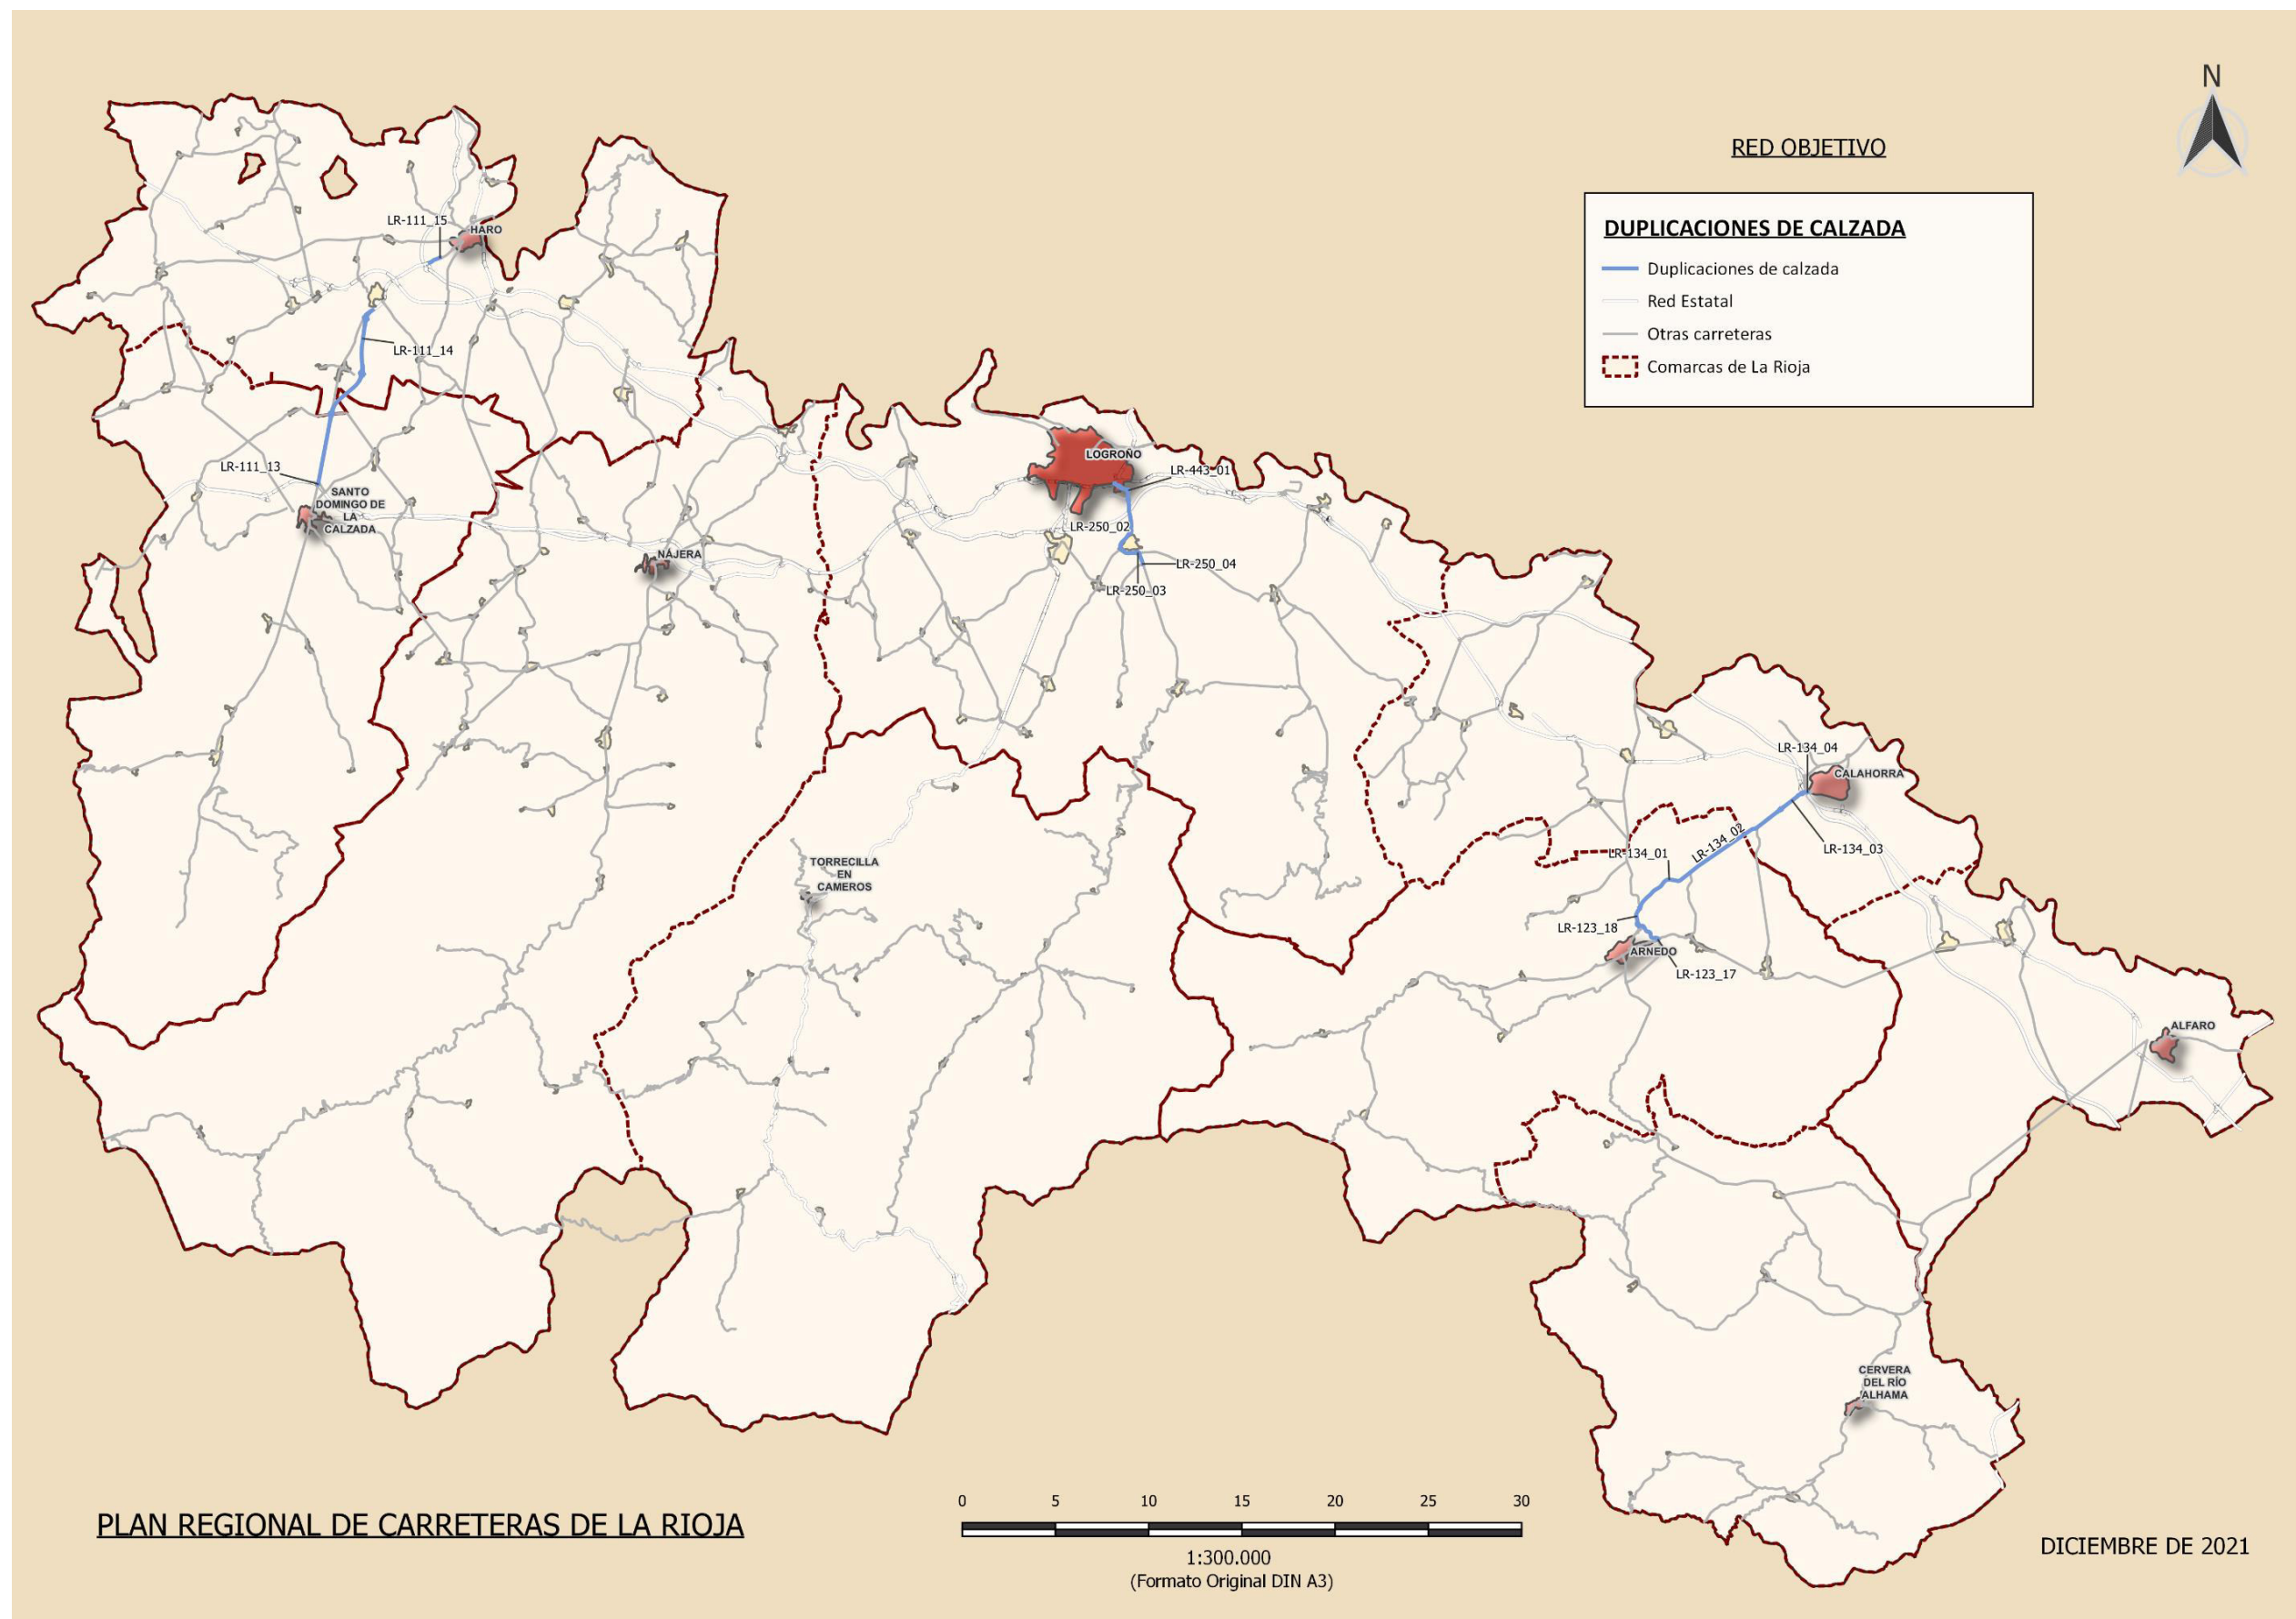 N
RED OBJETIVO
DUPLICACIONES DE CALZADA
Duplicaciones de calzada
Red Estatal
Otras carreteras
Comarcas de La Rioja
LR-111_15
HARO
LR-111_14
LR-111_13
SANTO
DOMINGO DE
LA
CALZADA
NÁJERA
LOGROÑO
LR-443_01
LR-250_02
LR-250_04
LR-250_03
LR-134_04
CALAHORRA
LR-134_02
LR-134_03
LR-134_01
LR-123_18
ARNEDO
LR-123_17
TORRECILLA
EN
CAMEROS
ALFARO
CERVERA
DEL RÍO
ALHAMA
PLAN REGIONAL DE CARRETERAS DE LA RIOJA
0 5 10 15 20 25 30
1:300.000
(Formato Original DIN A3)
DICIEMBRE DE 2021